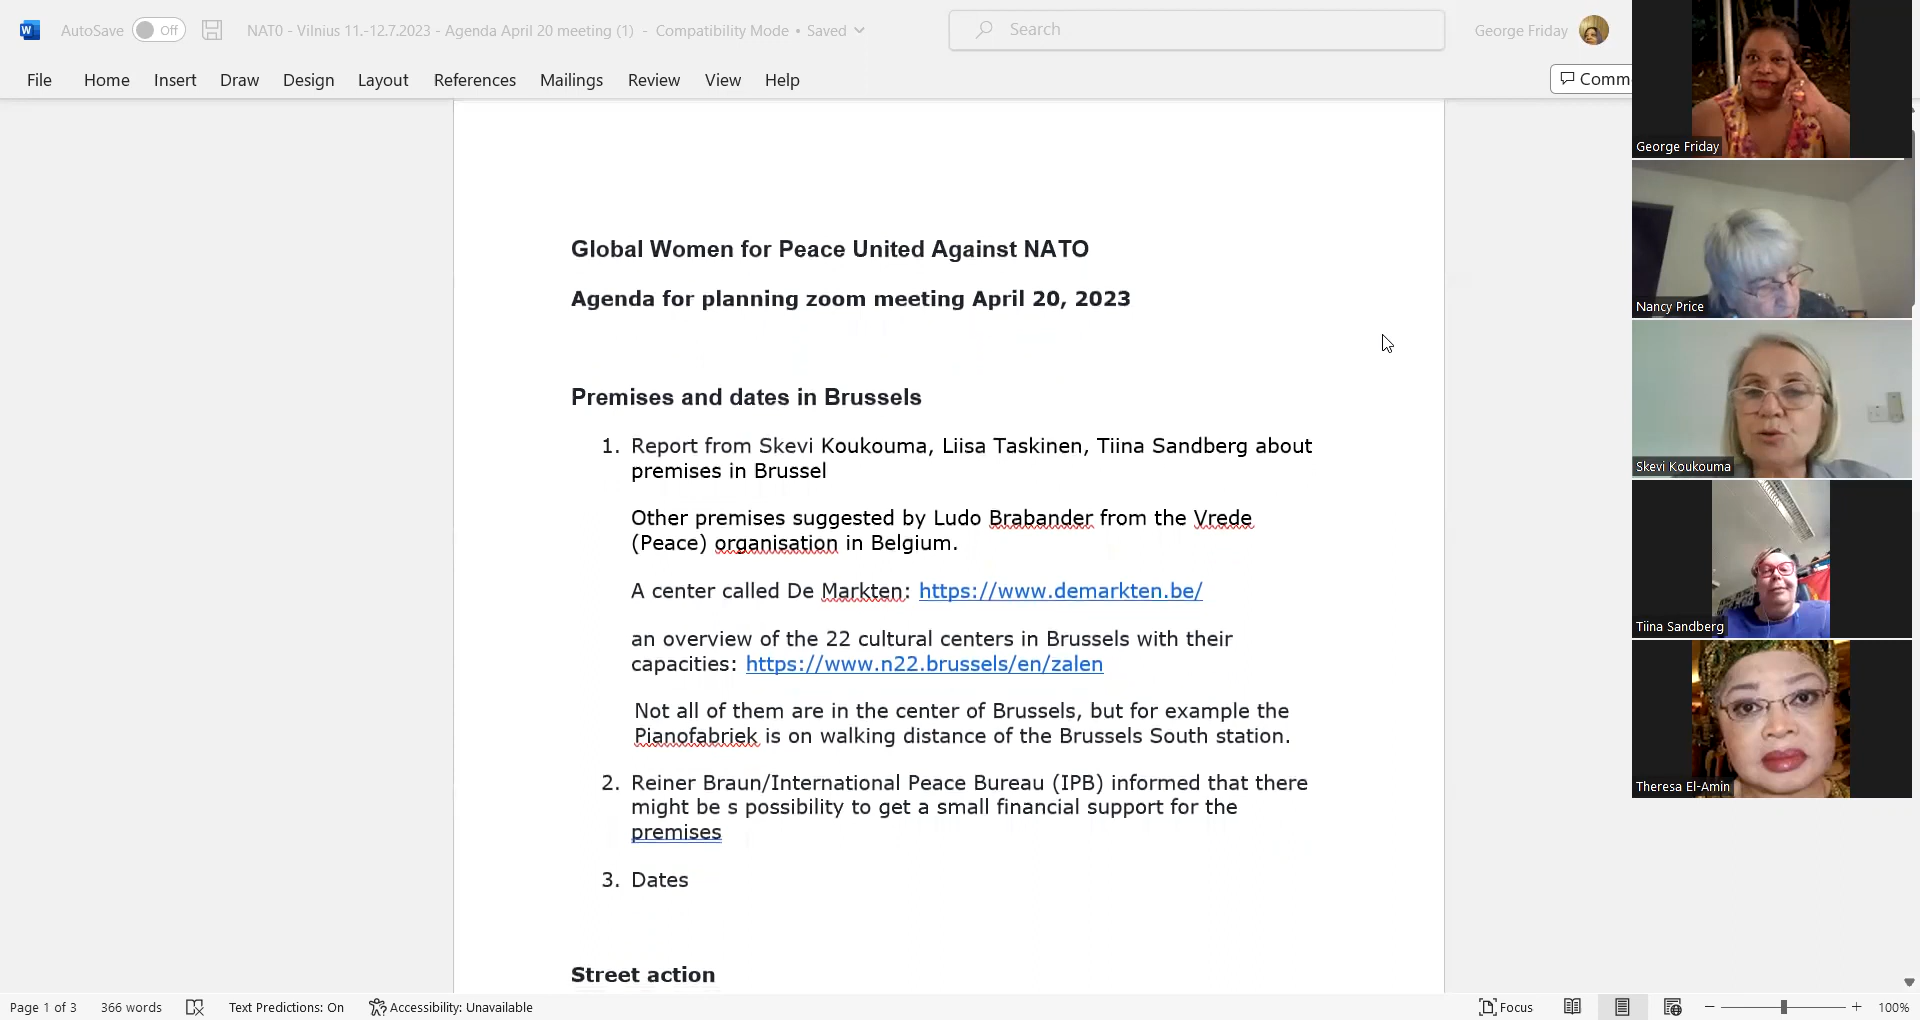 AutoSave Off NAT0 - Vilnius 11.-12.7.2023 - Agenda April 20 meeting (1) - Compatibility Mode • Saved Search George Friday
File Home Insert Draw Design Layout References Mailings Review View Help
Global Women for Peace United Against NATO
Agenda for planning zoom meeting April 20, 2023
Premises and dates in Brussels
1. Report from Skevi Koukouma, Liisa Taskinen, Tiina Sandberg about
premises in Brussel
Other premises suggested by Ludo Brabander from the Vrede
(Peace) organisation in Belgium.
A center called De Markten: https://www.demarkten.be/
an overview of the 22 cultural centers in Brussels with their
capacities: https://www.n22.brussels/en/zalen
Not all of them are in the center of Brussels, but for example the
Pianofabriek is on walking distance of the Brussels South station.
2. Reiner Braun/International Peace Bureau (IPB) informed that there
might be s possibility to get a small financial support for the
premises
3. Dates
Street action
George Friday
Nancy Price
Skevi Koukouma
Tiina Sandberg
Theresa El-Amin
Page 1 of 3 366 words Text Predictions: On Accessibility: Unavailable Focus 100%